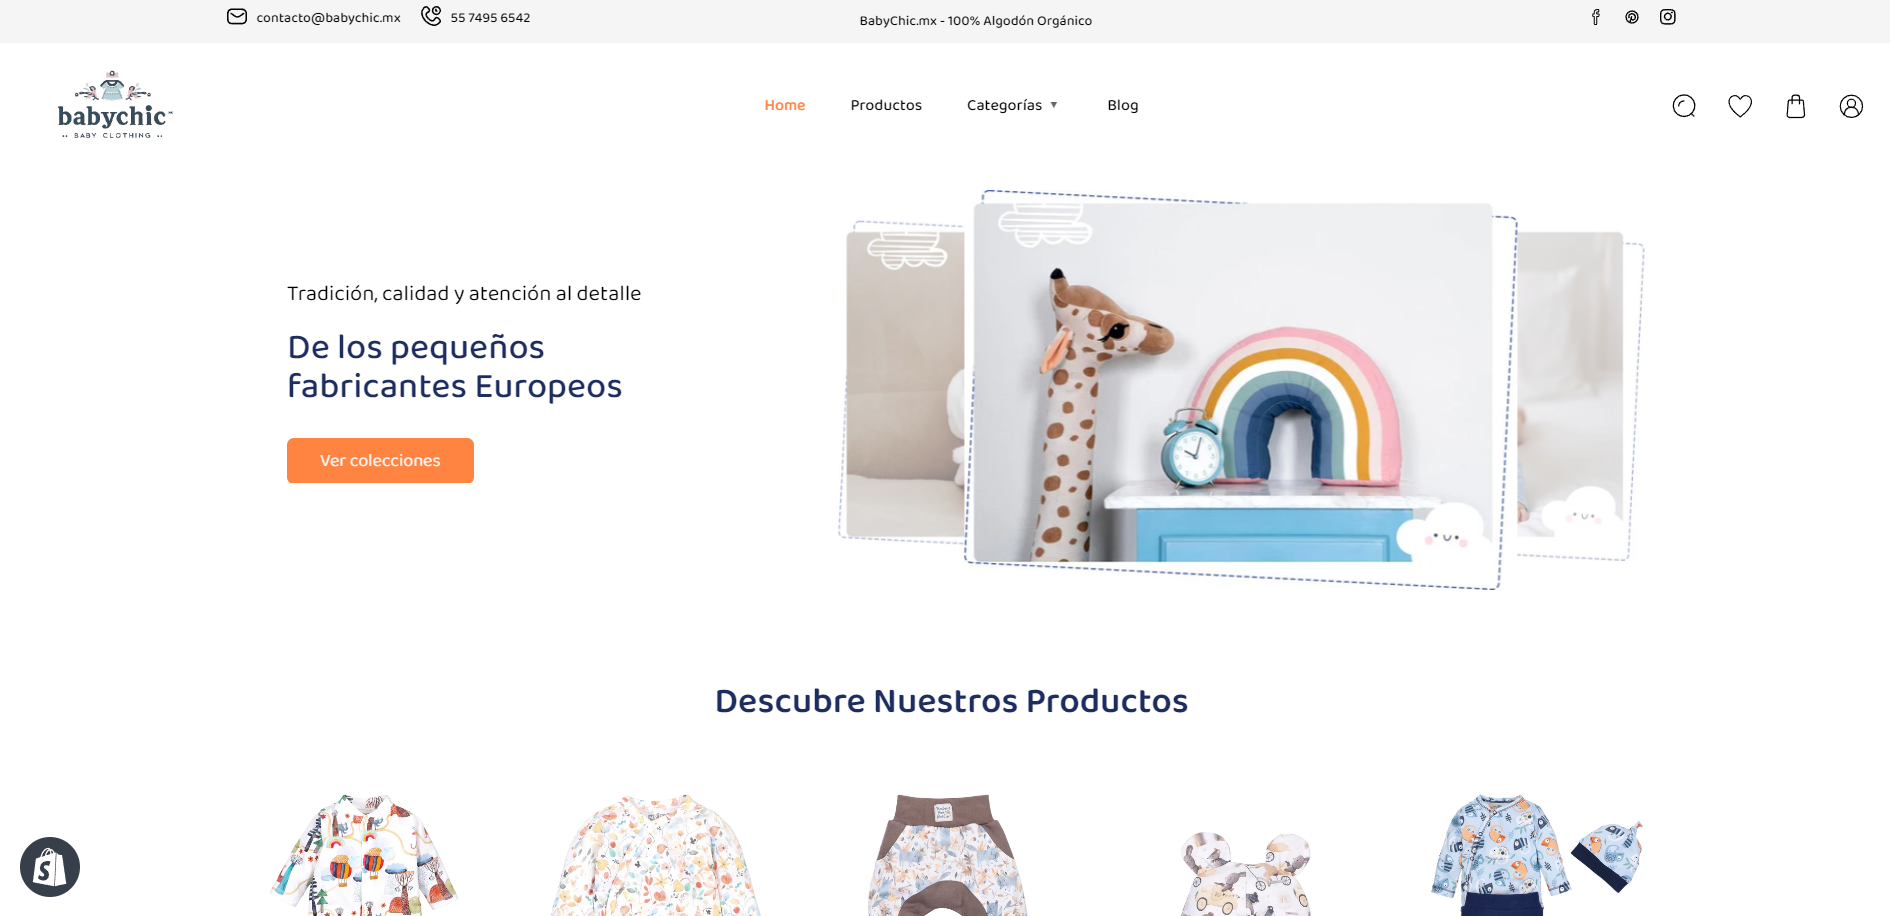 contacto@babychic.mx
55 7495 6542
BabyChic.mx - 100% Algodón Orgánico
babychic™
BABY CLOTHING
Home
Productos
Categorías
Blog
Tradición, calidad y atención al detalle
De los pequeños
fabricantes Europeos
Ver colecciones
Descubre Nuestros Productos